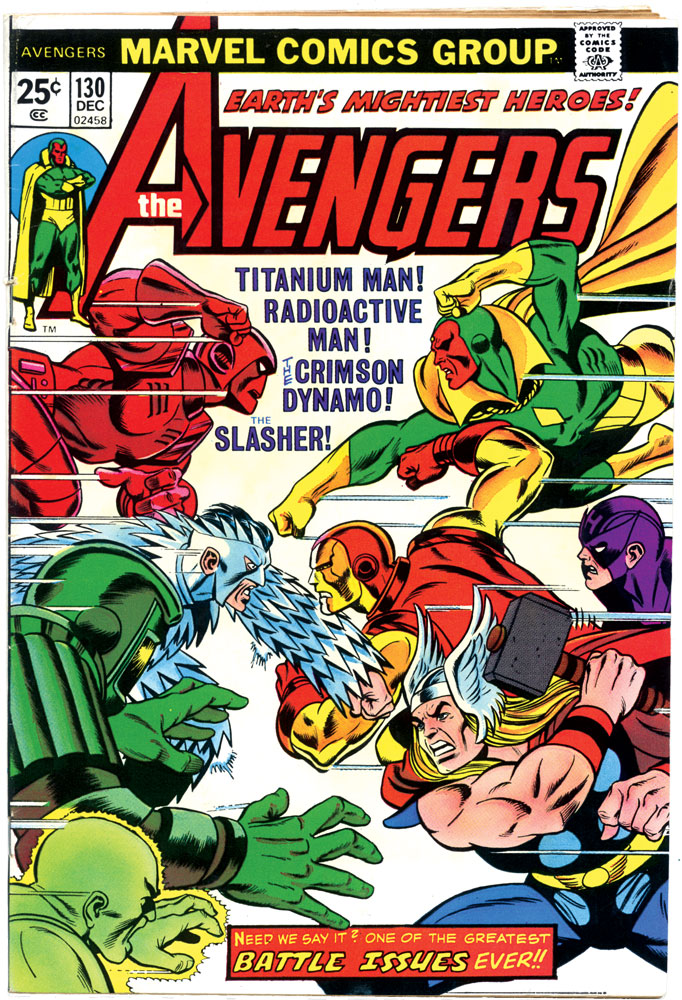 AVENGERS MARVEL COMICS GROUP TM
APPROVED
BY THE
COMICS
CODE
CA
AUTHORITY
25¢
CC
130
DEC
02458
EARTH'S MIGHTIEST HEROES!
the AVENGERS
TM
TITANIUM MAN!
RADIOACTIVE
MAN!
THE CRIMSON
DYNAMO!
THE
SLASHER!
NEED WE SAY IT? ONE OF THE GREATEST
BATTLE ISSUES EVER!!